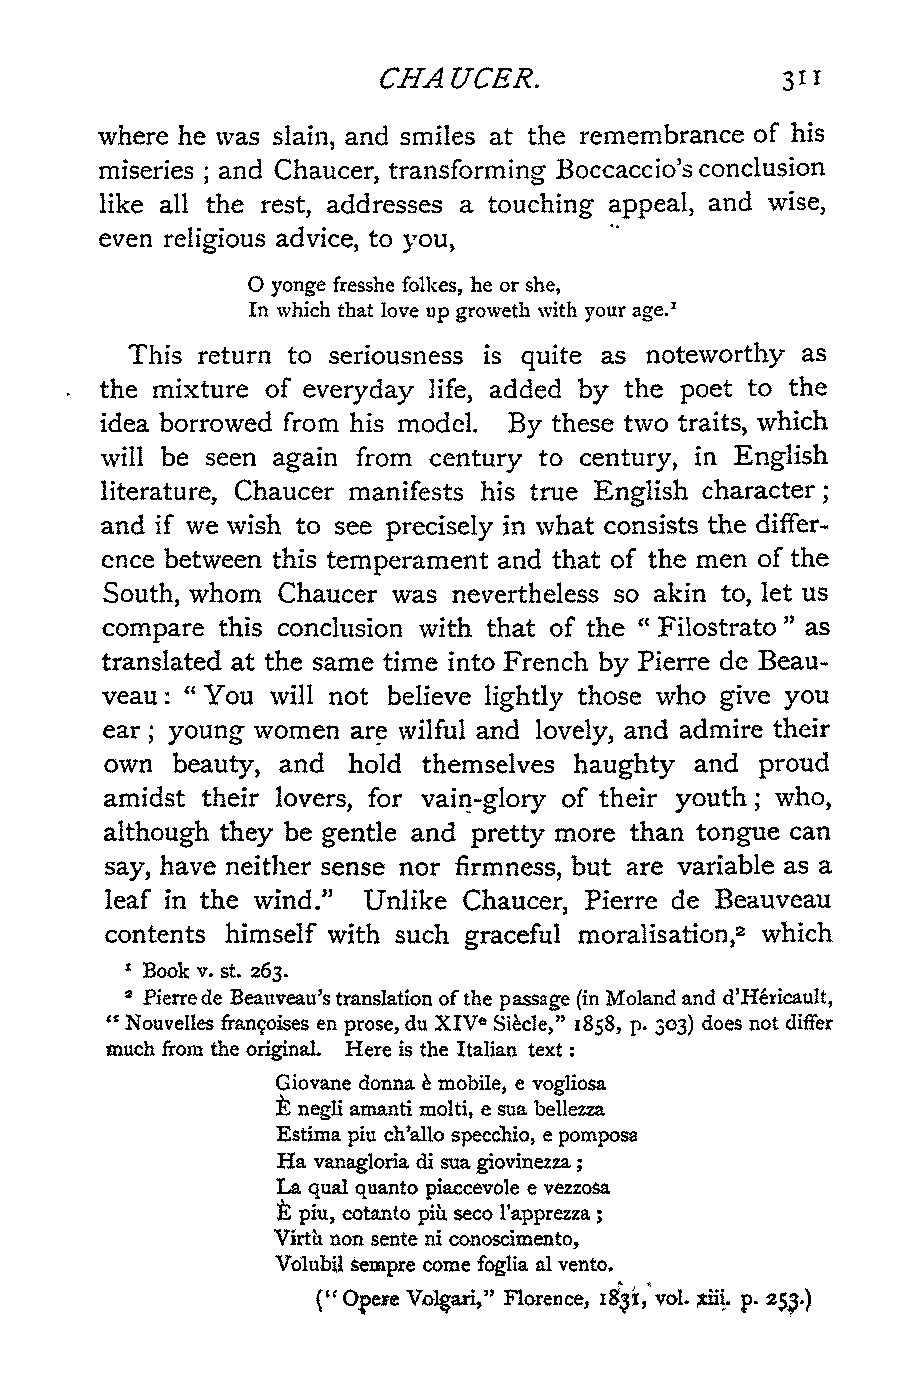 CHAUCER. 311
where he was slain, and smiles at the remembrance of his
miseries ; and Chaucer, transforming Boccaccio's conclusion
like all the rest, addresses a touching appeal, and wise,
even religious advice, to you,
O yonge fresshe folkes, he or she,
In which that love up groweth with your age.¹
This return to seriousness is quite as noteworthy as
the mixture of everyday life, added by the poet to the
idea borrowed from his model. By these two traits, which
will be seen again from century to century, in English
literature, Chaucer manifests his true English character ;
and if we wish to see precisely in what consists the differ-
ence between this temperament and that of the men of the
South, whom Chaucer was nevertheless so akin to, let us
compare this conclusion with that of the " Filostrato " as
translated at the same time into French by Pierre de Beau-
veau : " You will not believe lightly those who give you
ear ; young women are wilful and lovely, and admire their
own beauty, and hold themselves haughty and proud
amidst their lovers, for vain-glory of their youth ; who,
although they be gentle and pretty more than tongue can
say, have neither sense nor firmness, but are variable as a
leaf in the wind." Unlike Chaucer, Pierre de Beauveau
contents himself with such graceful moralisation,² which
¹ Book v. st. 263.
² Pierre de Beauveau's translation of the passage (in Moland and d'Héricault,
" Nouvelles françoises en prose, du XIVᵉ Siècle," 1858, p. 303) does not differ
much from the original. Here is the Italian text :
Giovane donna è mobile, e vogliosa
È negli amanti molti, e sua bellezza
Estima piu ch'allo specchio, e pomposa
Ha vanagloria di sua giovinezza ;
La qual quanto piaccevole e vezzosa
È piu, cotanto più seco l'apprezza ;
Virtù non sente ni conoscimento,
Volubil sempre come foglia al vento.
(" Opere Volgari," Florence, 1831, vol. xiii. p. 253.)